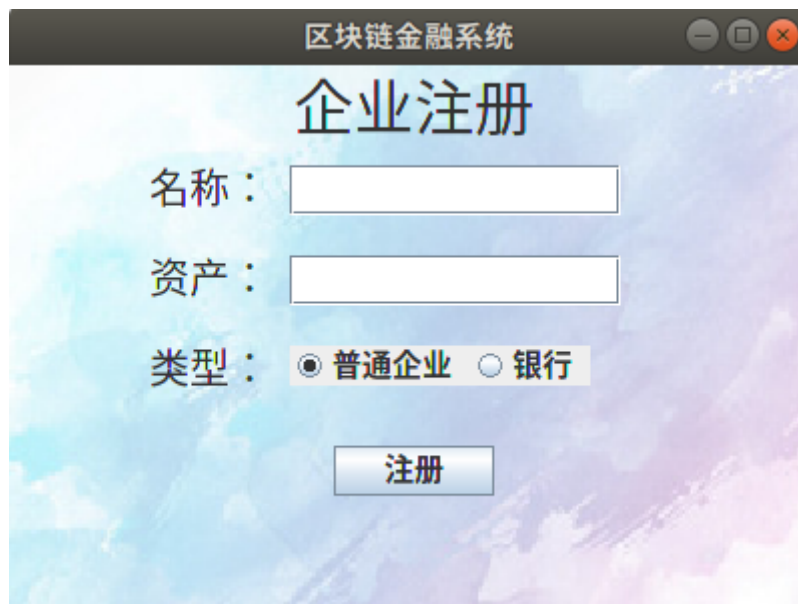 区块链金融系统
企业注册
名称：
资产：
类型： 普通企业 银行
注册